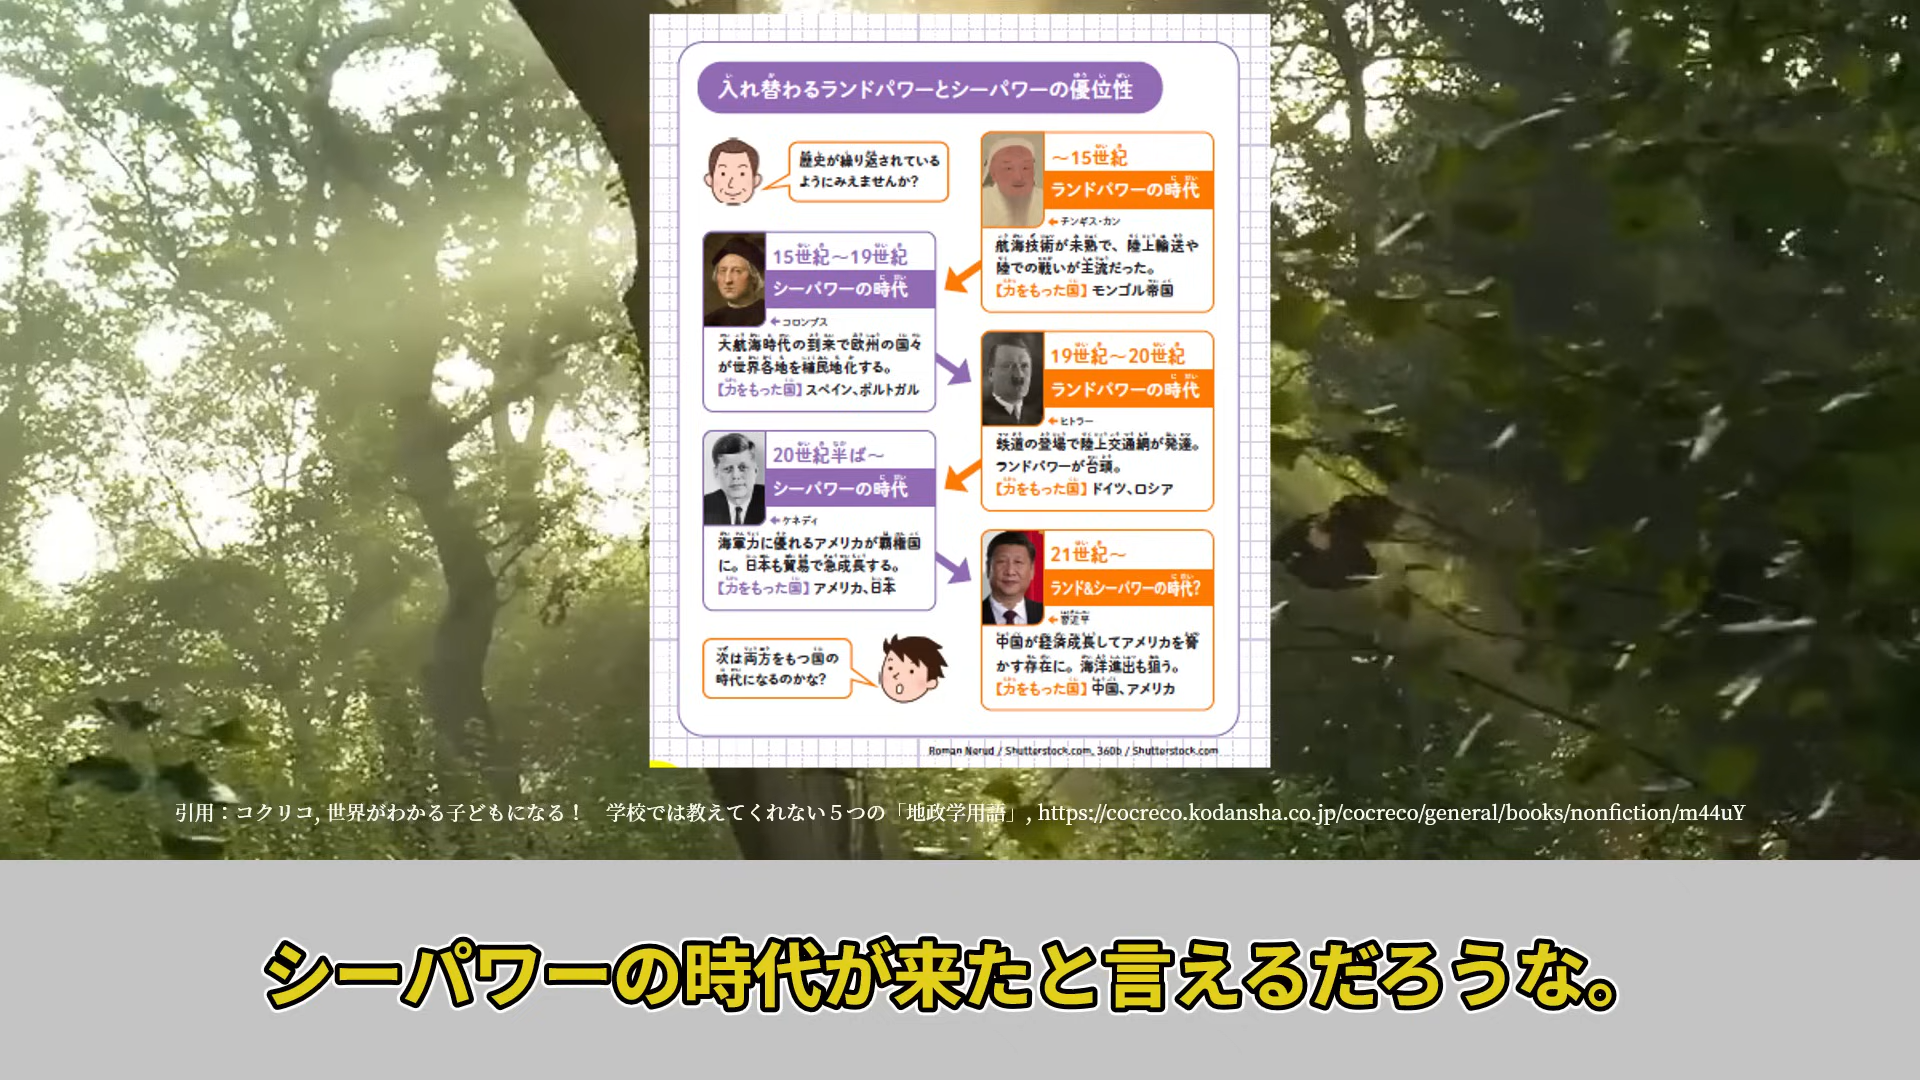 入れ替わるランドパワーとシーパワーの優位性
歴史が繰り返されている
ようにみえませんか?
～15世紀
ランドパワーの時代
←チンギス・カン
航海技術が未熟で、陸上輸送や
陸での戦いが主流だった。
【力をもった国】モンゴル帝国
15世紀～19世紀
シーパワーの時代
←コロンブス
大航海時代の到来で欧州の国々
が世界各地を植民地化する。
【力をもった国】スペイン、ポルトガル
19世紀～20世紀
ランドパワーの時代
←ヒトラー
鉄道の登場で陸上交通網が発達。
ランドパワーが台頭。
【力をもった国】ドイツ、ロシア
20世紀半ば～
シーパワーの時代
←ケネディ
海軍力に優れるアメリカが覇権国
に。日本も貿易で急成長する。
【力をもった国】アメリカ、日本
21世紀～
ランド&シーパワーの時代?
←習近平
中国が経済成長してアメリカを脅
かす存在に。海洋進出も狙う。
【力をもった国】中国、アメリカ
次は両方をもつ国の
時代になるのかな?
Roman Nerud / Shutterstock.com, 360b / Shutterstock.com
引用：コクリコ, 世界がわかる子どもになる！　学校では教えてくれない５つの「地政学用語」, https://cocreco.kodansha.co.jp/cocreco/general/books/nonfiction/m44uY
シーパワーの時代が来たと言えるだろうな。